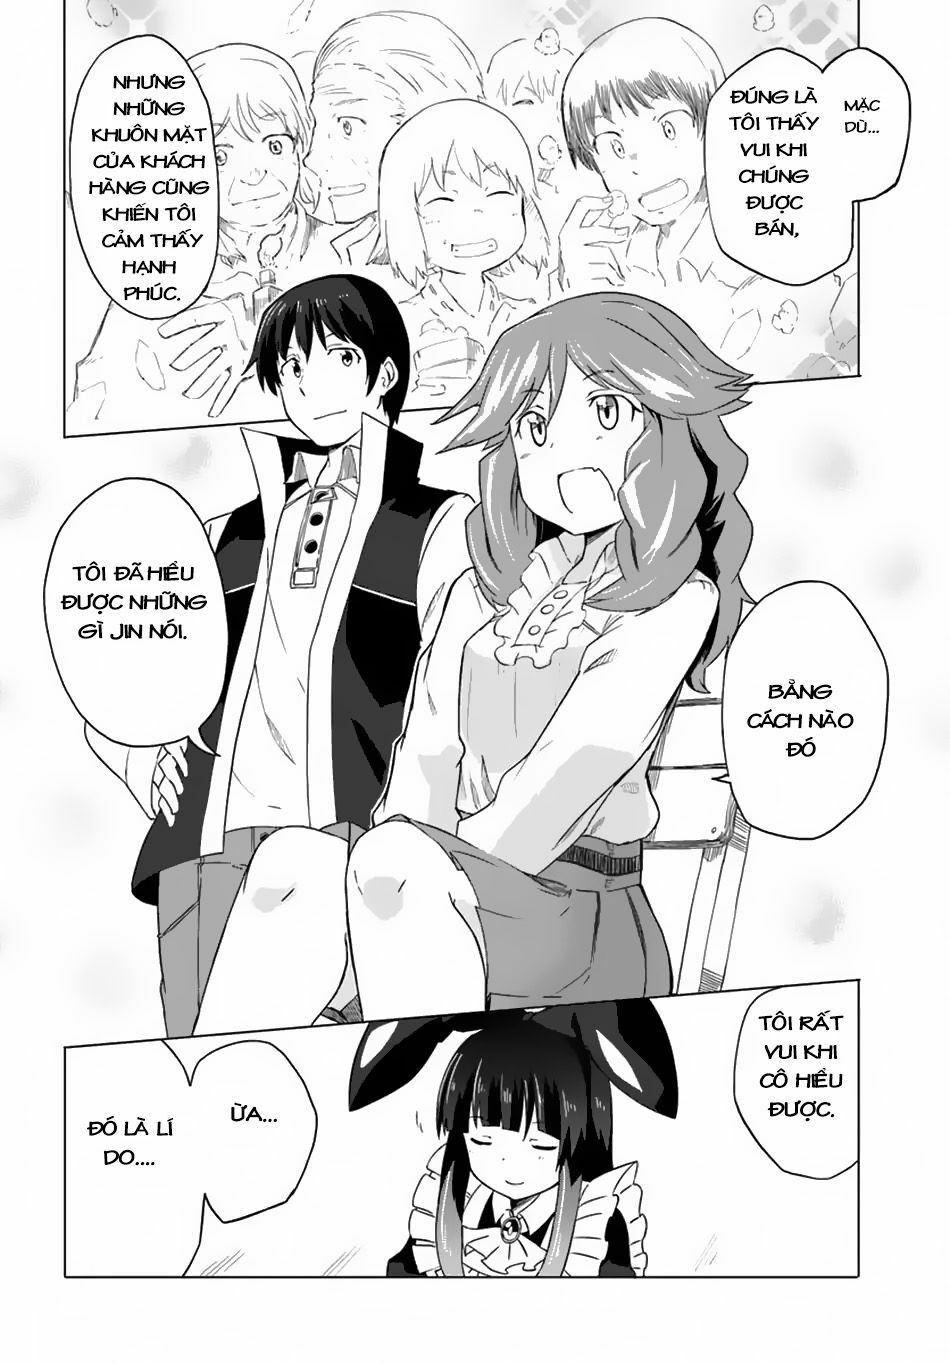 MẶC
DÙ...
ĐÚNG LÀ
TÔI THẤY
VUI KHI
CHÚNG
ĐƯỢC
BÁN,
NHƯNG
NHỮNG
KHUÔN MẶT
CỦA KHÁCH
HÀNG CŨNG
KHIẾN TÔI
CẢM THẤY
HẠNH
PHÚC.
BẰNG
CÁCH NÀO
ĐÓ
TÔI ĐÃ HIỂU
ĐƯỢC NHỮNG
GÌ JIN NÓI.
TÔI RẤT
VUI KHI
CÔ HIỂU
ĐƯỢC.
ỪA...
ĐÓ LÀ LÍ
DO....